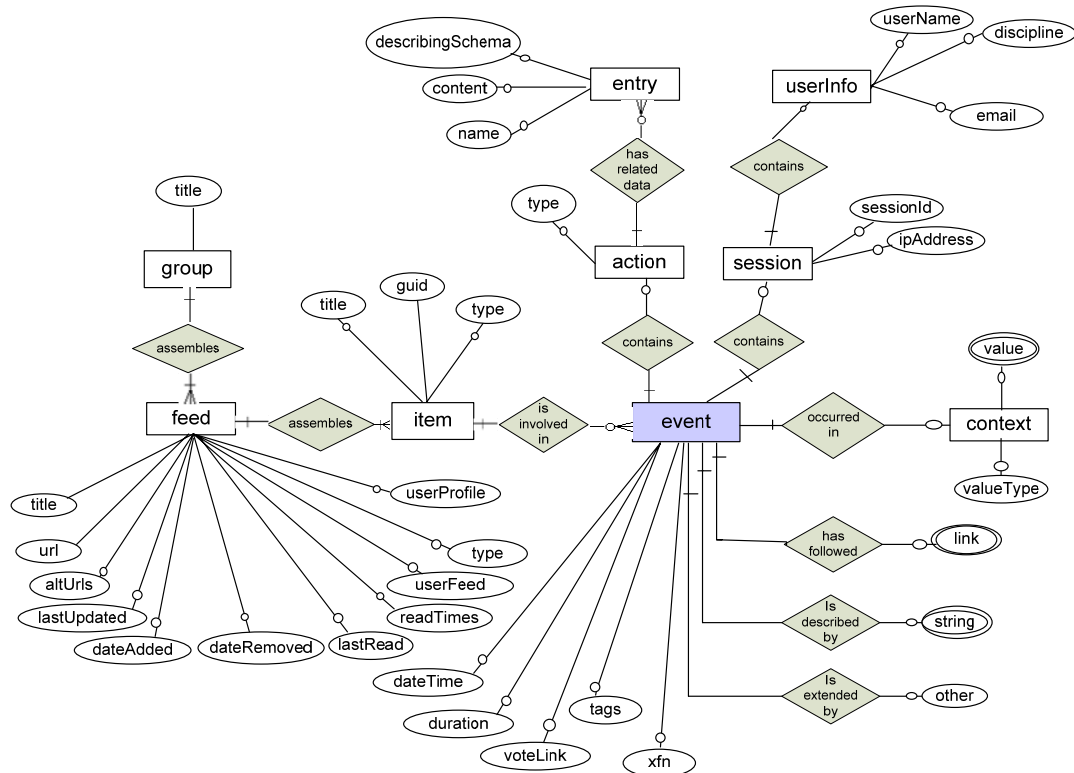 userName
discipline
describingSchema
entry
userInfo
content
email
name
has
related
data
contains
title
type
sessionId
ipAddress
group
action
session
guid
title
type
assembles
contains
contains
value
feed
assembles
item
is
involved
in
event
occurred
in
context
userProfile
valueType
title
url
type
has
followed
link
altUrls
userFeed
lastUpdated
readTimes
Is
described
by
string
dateAdded
dateRemoved
lastRead
dateTime
Is
extended
by
other
duration
tags
voteLink
xfn